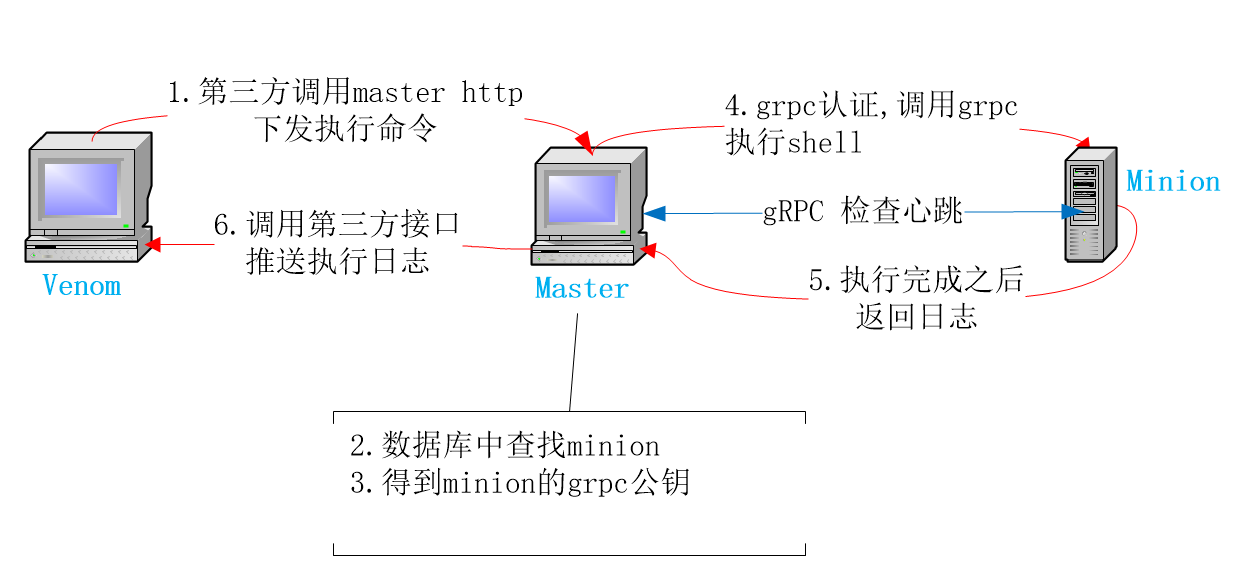 1.第三方调用master http
下发执行命令
4.grpc认证,调用grpc
执行shell
Minion
gRPC 检查心跳
6.调用第三方接口
推送执行日志
Venom
Master
5.执行完成之后
返回日志
2.数据库中查找minion
3.得到minion的grpc公钥